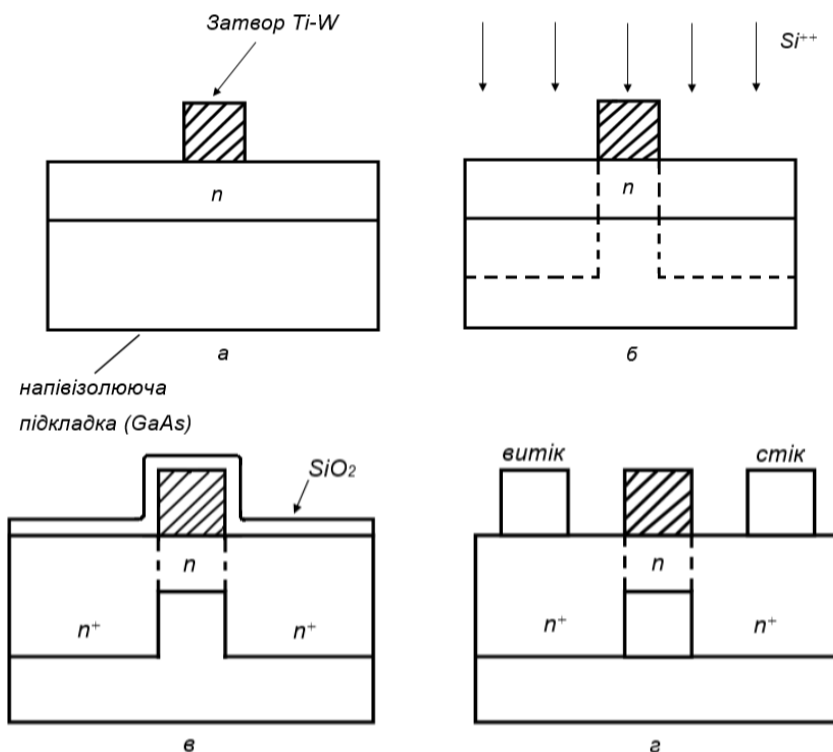 Затвор Ti-W
n
а
напівізолююча
підкладка (GaAs)
Si⁺⁺
n
б
SiO₂
n
n⁺ n⁺
в
витік стік
n
n⁺ n⁺
г